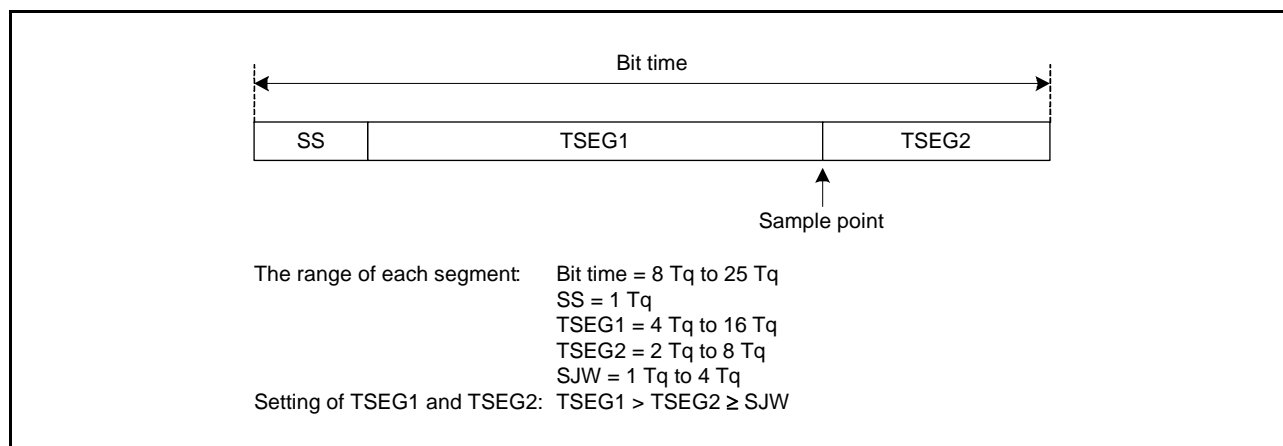 Bit time
SS TSEG1 TSEG2
Sample point
The range of each segment: Bit time = 8 Tq to 25 Tq
SS = 1 Tq
TSEG1 = 4 Tq to 16 Tq
TSEG2 = 2 Tq to 8 Tq
SJW = 1 Tq to 4 Tq
Setting of TSEG1 and TSEG2: TSEG1 > TSEG2 ≥ SJW